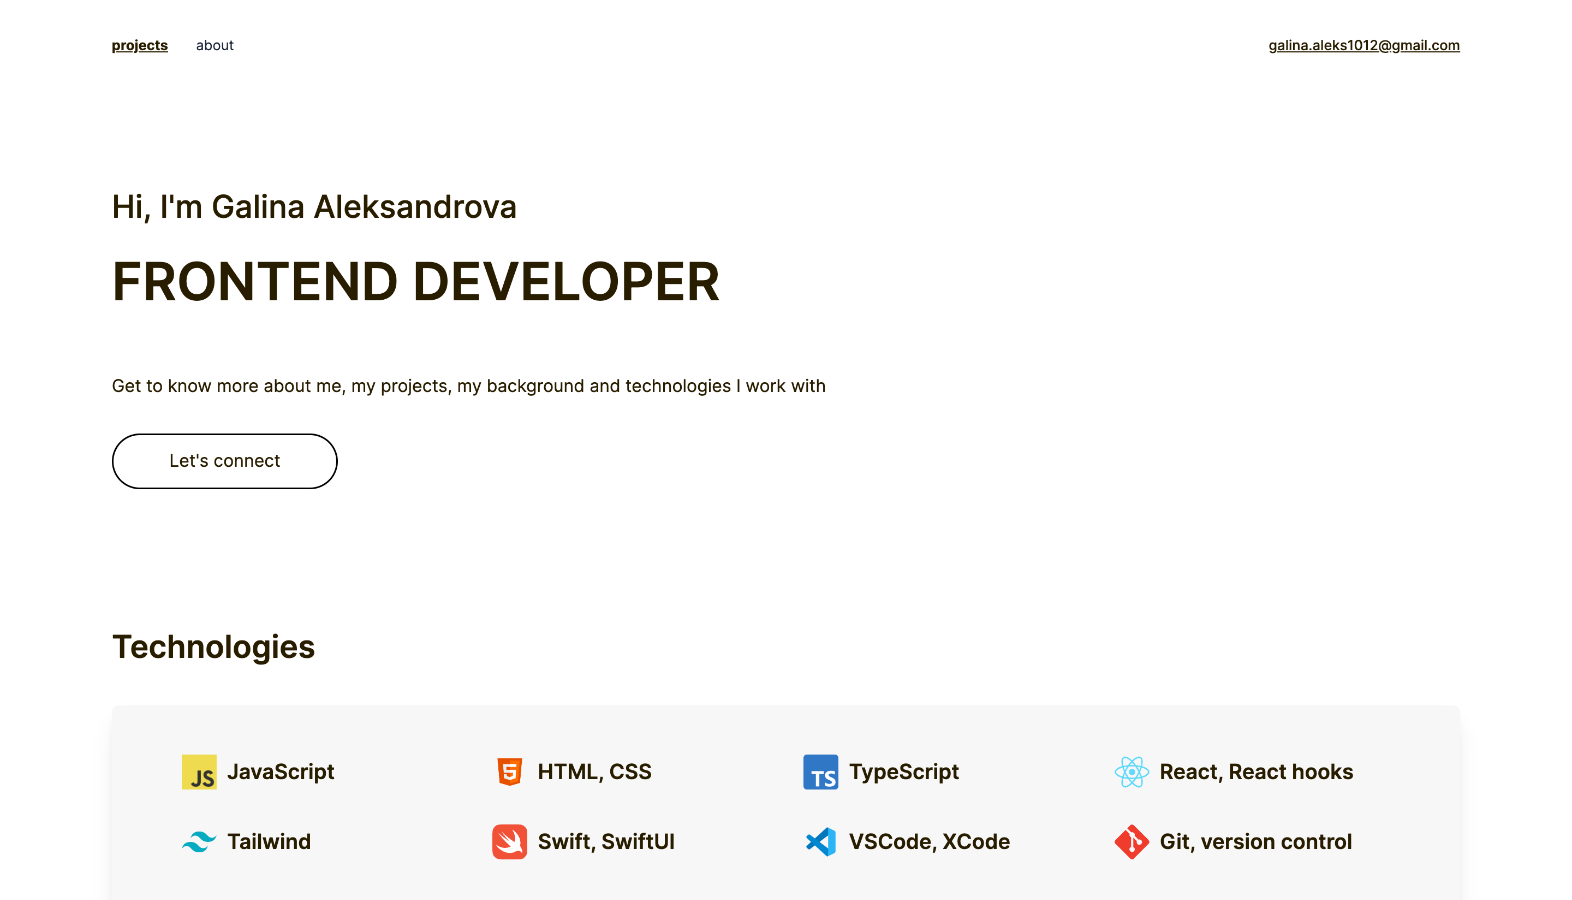 projects about galina.aleks1012@gmail.com
Hi, I'm Galina Aleksandrova
FRONTEND DEVELOPER
Get to know more about me, my projects, my background and technologies I work with
Let's connect
Technologies
JS JavaScript 5 HTML, CSS TS TypeScript React, React hooks
Tailwind Swift, SwiftUI VSCode, XCode Git, version control